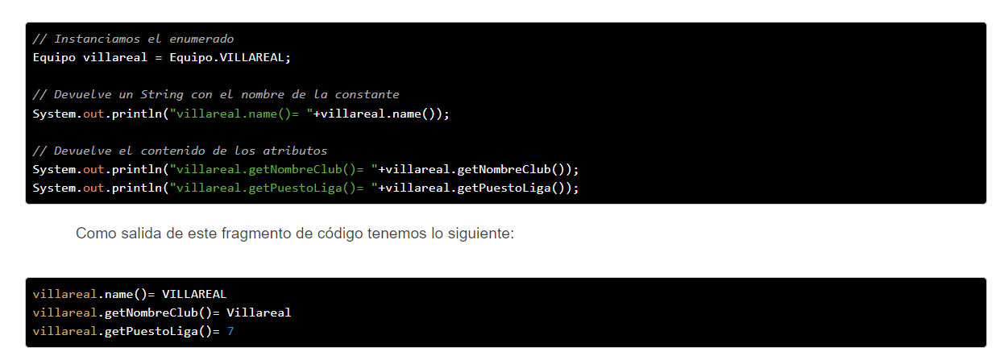 // Instanciamos el enumerado
Equipo villareal = Equipo.VILLAREAL;
// Devuelve un String con el nombre de la constante
System.out.println("villareal.name()= "+villareal.name());
// Devuelve el contenido de los atributos
System.out.println("villareal.getNombreClub()= "+villareal.getNombreClub());
System.out.println("villareal.getPuestoLiga()= "+villareal.getPuestoLiga());
Como salida de este fragmento de código tenemos lo siguiente:
villareal.name()= VILLAREAL
villareal.getNombreClub()= Villareal
villareal.getPuestoLiga()= 7